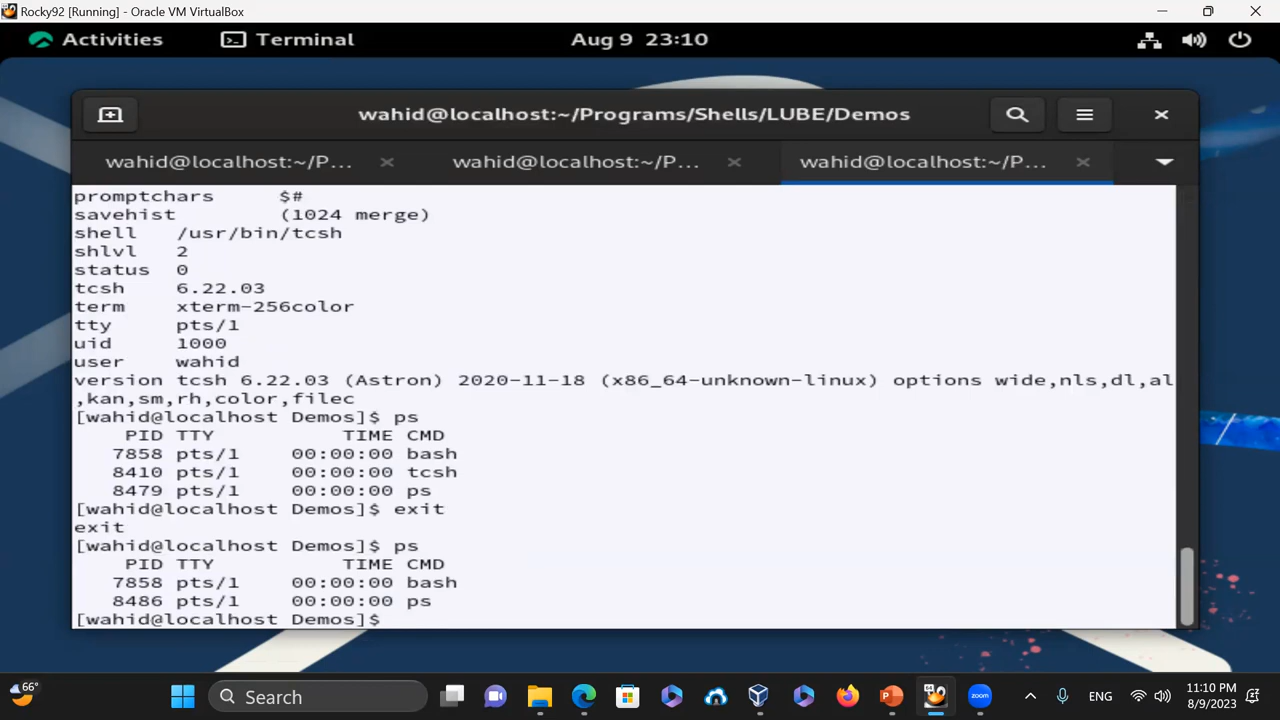 Rocky92 [Running] - Oracle VM VirtualBox
Activities Terminal Aug 9 23:10
wahid@localhost:~/Programs/Shells/LUBE/Demos
wahid@localhost:~/P... wahid@localhost:~/P... wahid@localhost:~/P...
promptchars $#
savehist (1024 merge)
shell /usr/bin/tcsh
shlvl 2
status 0
tcsh 6.22.03
term xterm-256color
tty pts/1
uid 1000
user wahid
version tcsh 6.22.03 (Astron) 2020-11-18 (x86_64-unknown-linux) options wide,nls,dl,al
,kan,sm,rh,color,filec
[wahid@localhost Demos]$ ps
PID TTY TIME CMD
7858 pts/1 00:00:00 bash
8410 pts/1 00:00:00 tcsh
8479 pts/1 00:00:00 ps
[wahid@localhost Demos]$ exit
exit
[wahid@localhost Demos]$ ps
PID TTY TIME CMD
7858 pts/1 00:00:00 bash
8486 pts/1 00:00:00 ps
[wahid@localhost Demos]$
66° Search ENG 11:10 PM
8/9/2023